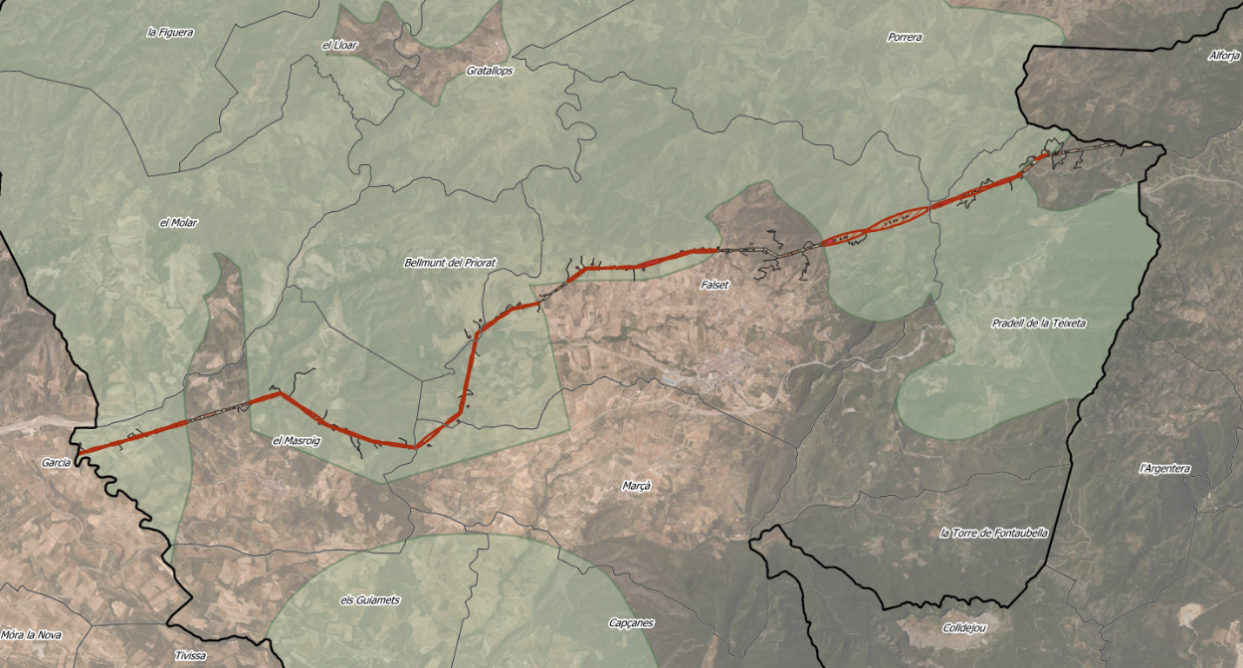 la Figuera
el Lloar
Porrera
Alforja
Gratallops
el Molar
Bellmunt del Priorat
Falset
Pradell de la Teixeta
el Masroig
Garcia
l'Argentera
Marçà
la Torre de Fontaubella
els Guiamets
Capçanes
Colldejou
Móra la Nova
Tivissa